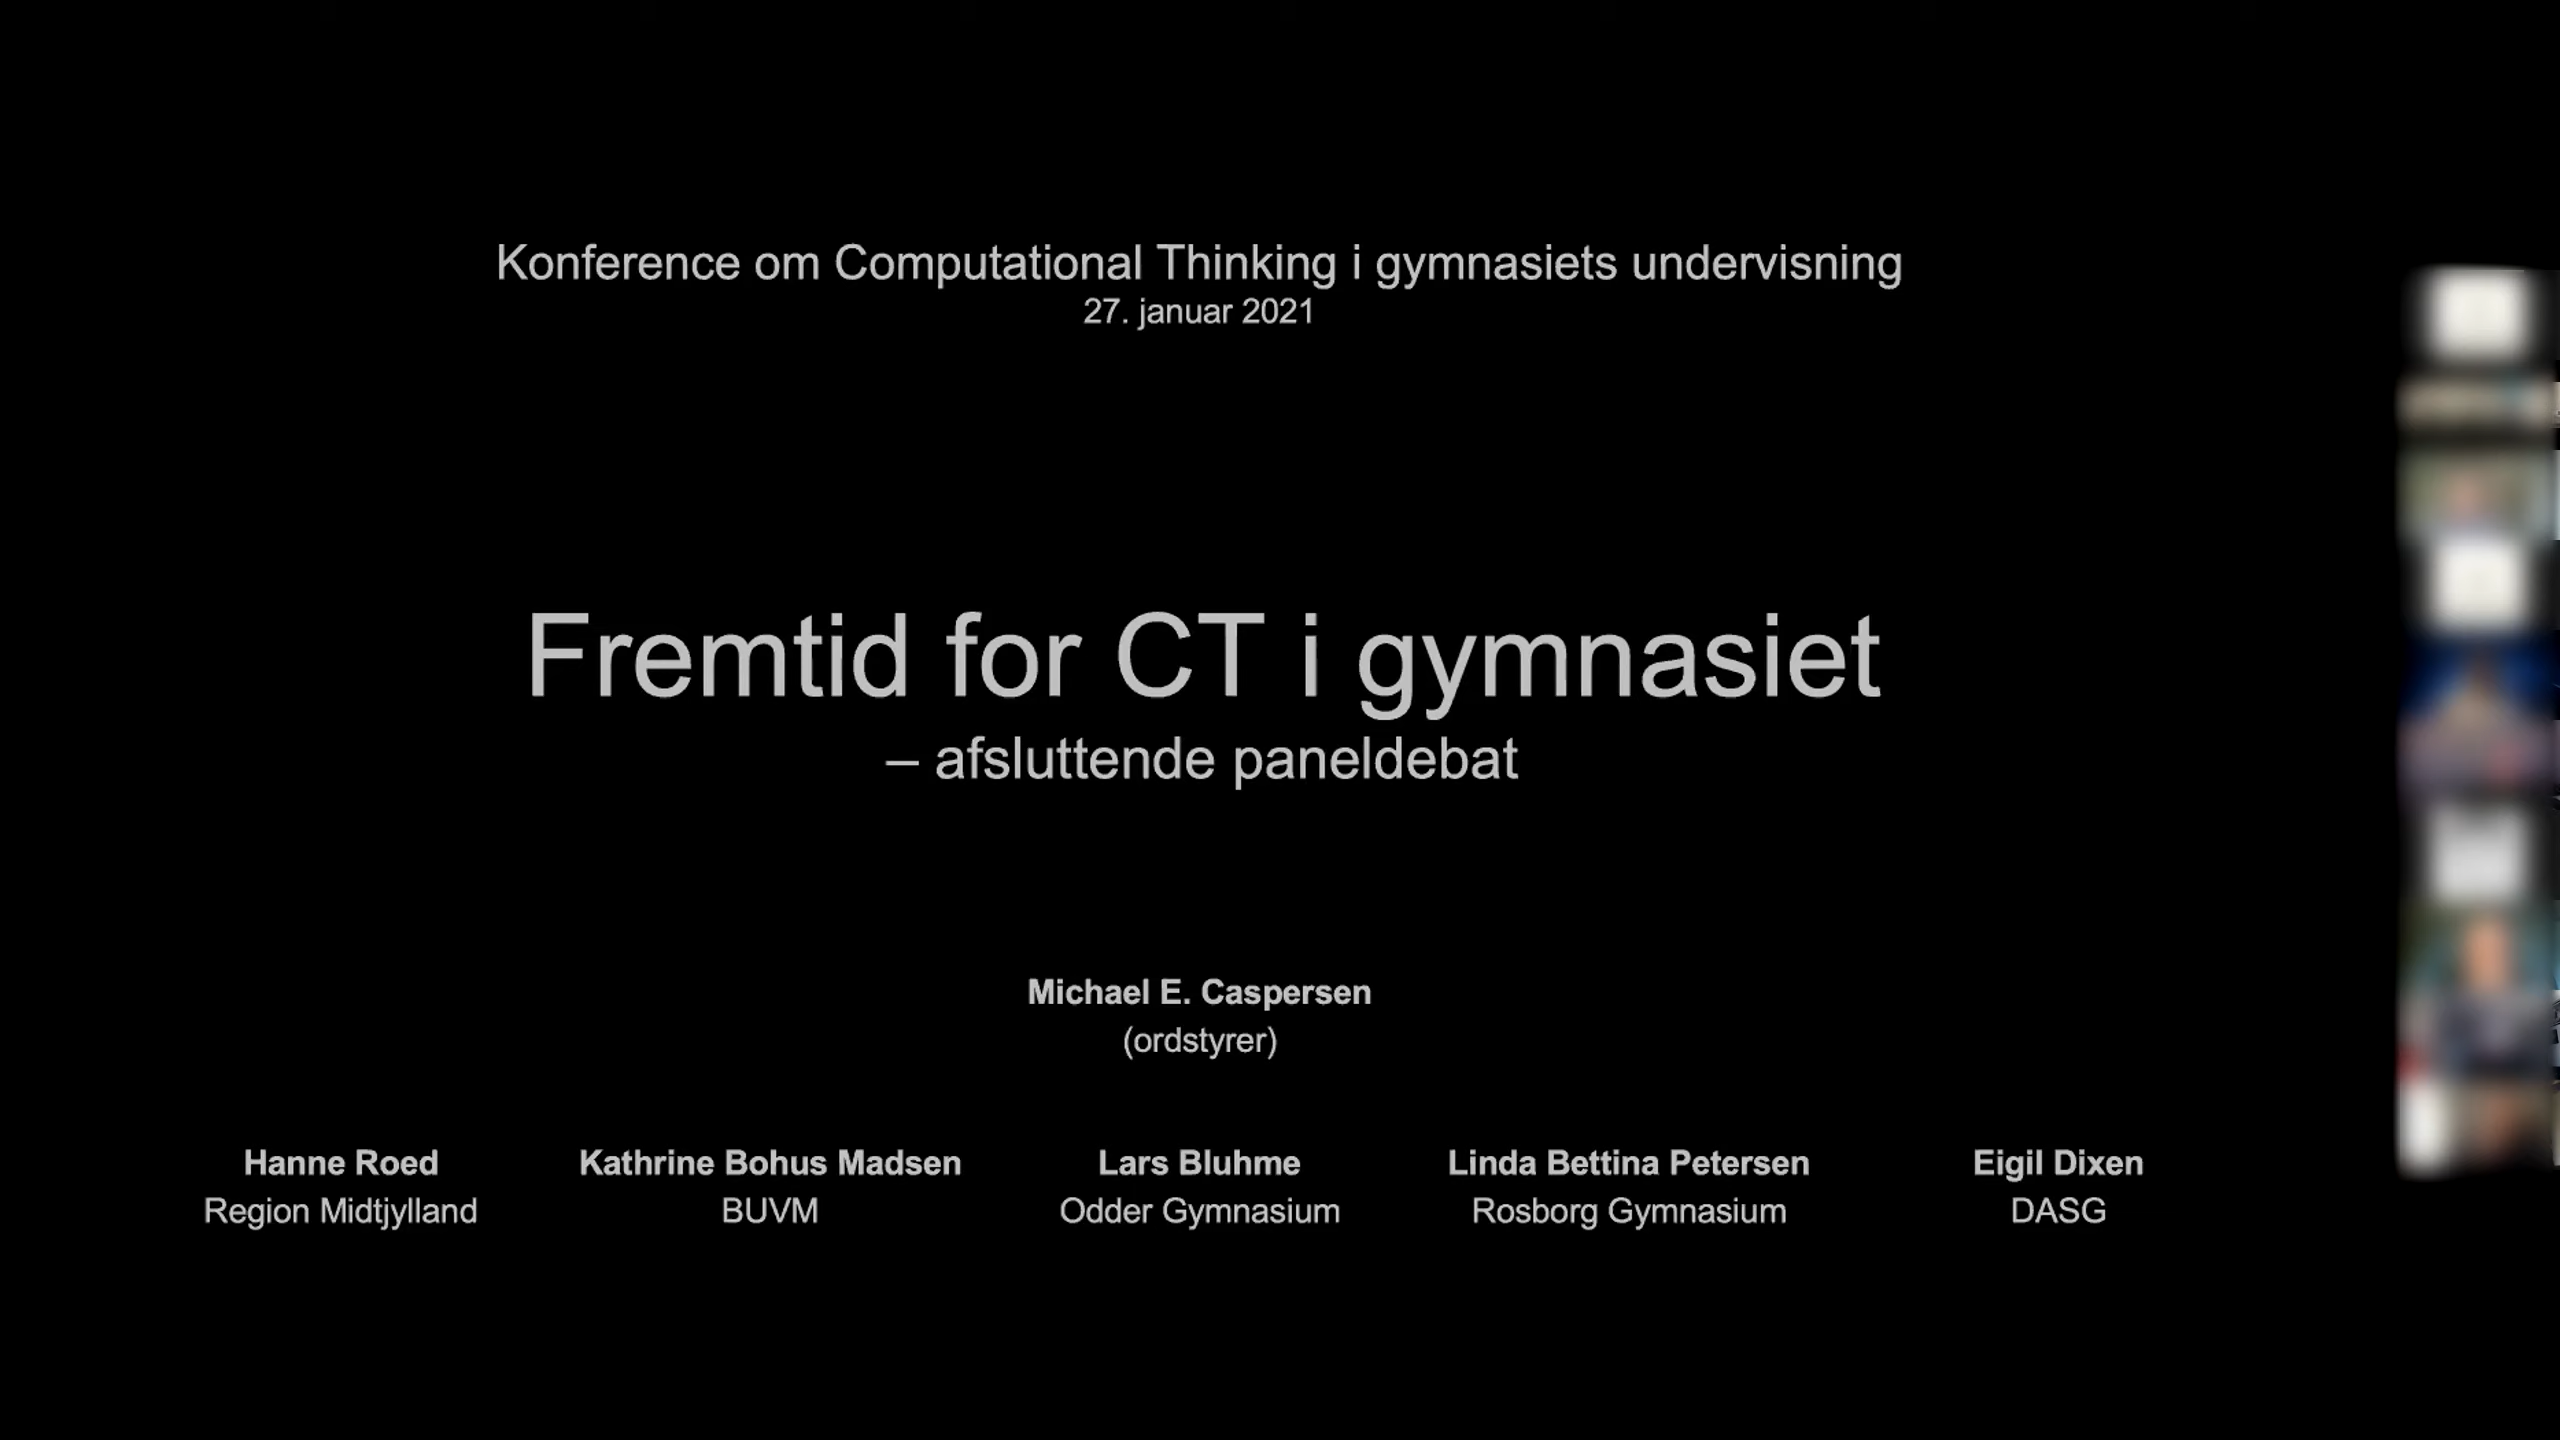 Konference om Computational Thinking i gymnasiets undervisning
27. januar 2021
Fremtid for CT i gymnasiet
– afsluttende paneldebat
Michael E. Caspersen
(ordstyrer)
Hanne Roed
Region Midtjylland
Kathrine Bohus Madsen
BUVM
Lars Bluhme
Odder Gymnasium
Linda Bettina Petersen
Rosborg Gymnasium
Eigil Dixen
DASG